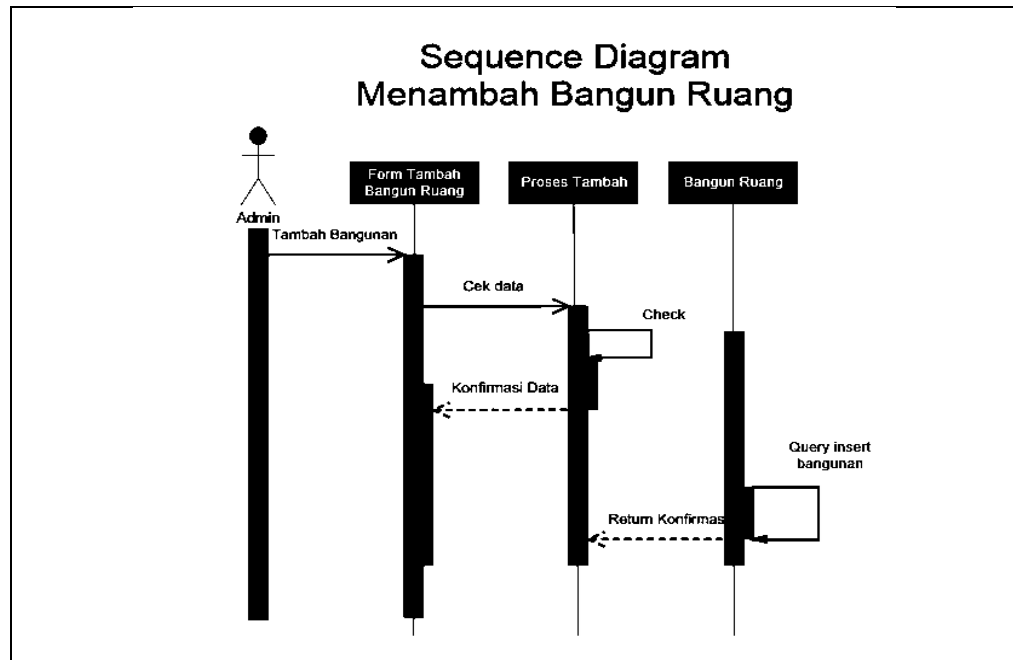 Sequence Diagram
Menambah Bangun Ruang
Form Tambah
Bangun Ruang
Proses Tambah
Bangun Ruang
Admin
Tambah Bangunan
Cek data
Check
Konfirmasi Data
Query insert
bangunan
Return Konfirmas